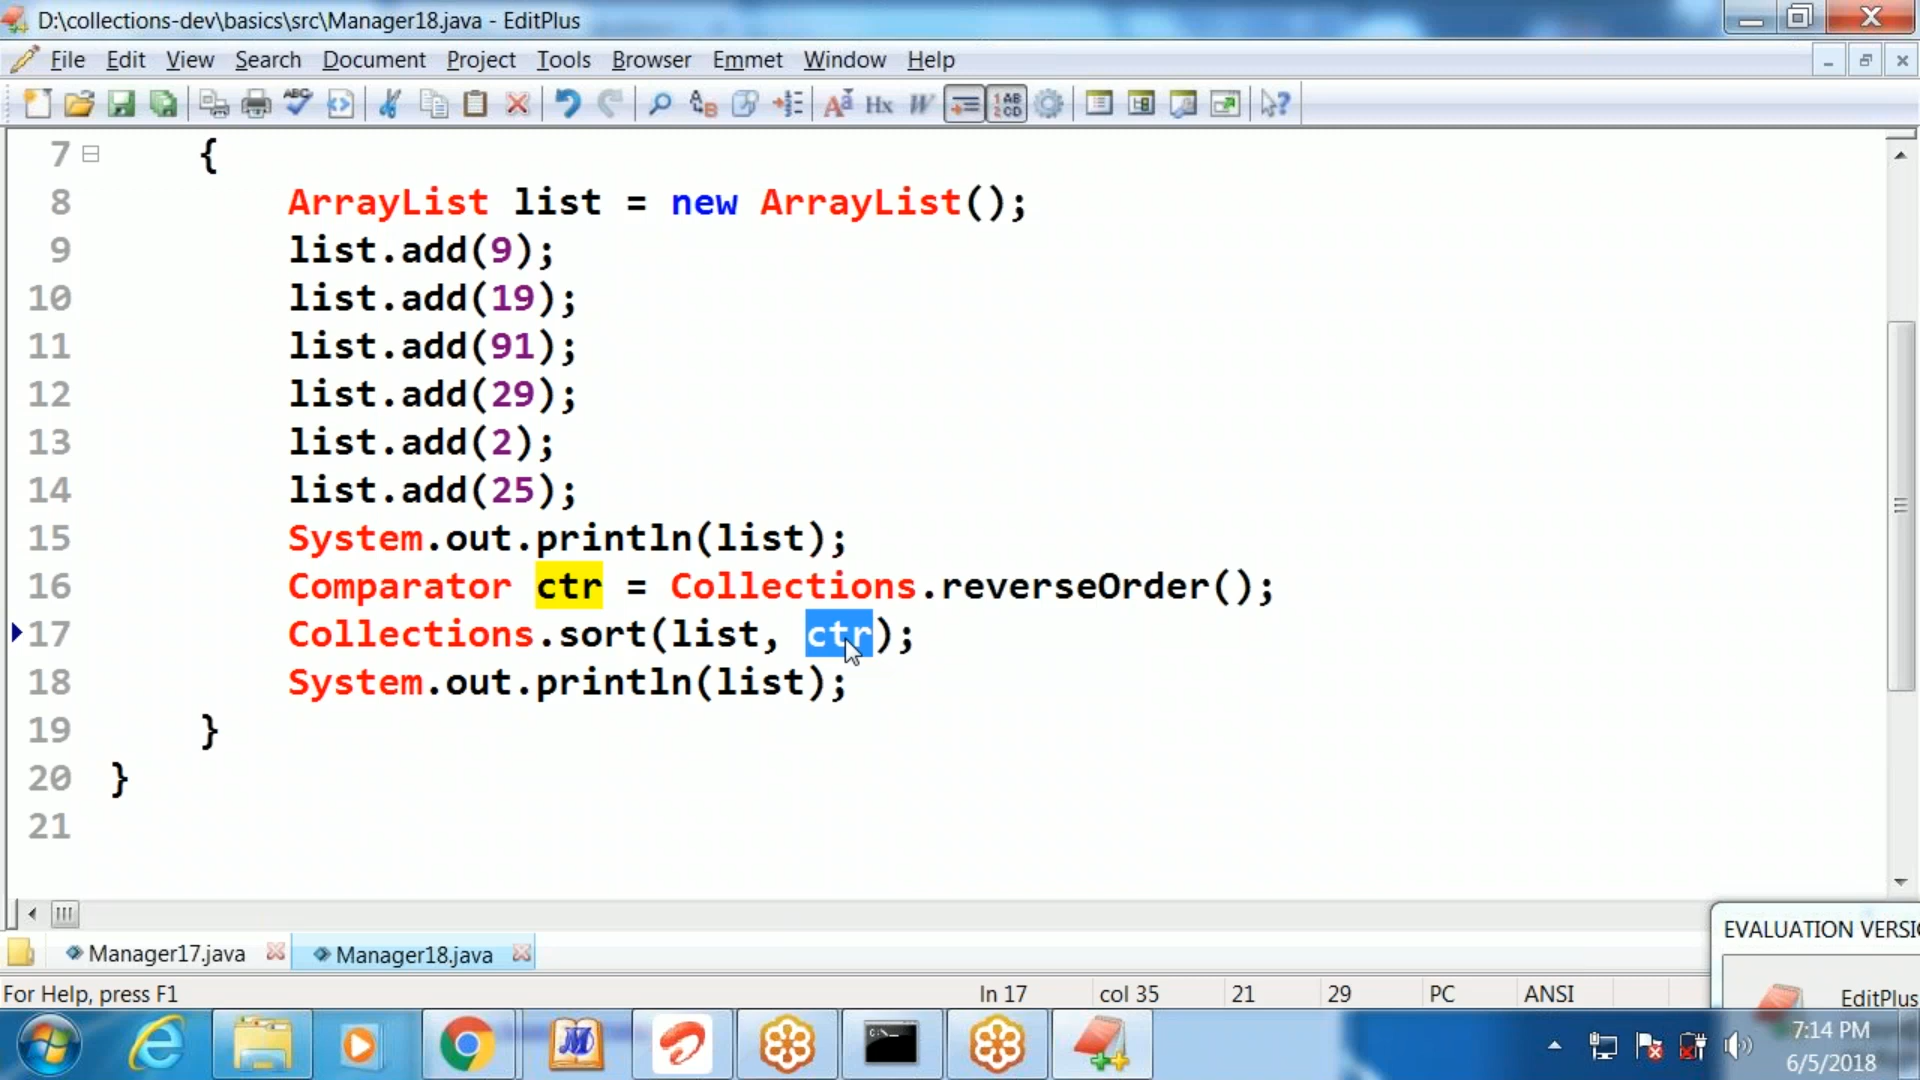 D:\collections-dev\basics\src\Manager18.java - EditPlus
File Edit View Search Document Project Tools Browser Emmet Window Help
7 {
8 ArrayList list = new ArrayList();
9 list.add(9);
10 list.add(19);
11 list.add(91);
12 list.add(29);
13 list.add(2);
14 list.add(25);
15 System.out.println(list);
16 Comparator ctr = Collections.reverseOrder();
17 Collections.sort(list, ctr);
18 System.out.println(list);
19 }
20 }
21
EVALUATION VERSI
Manager17.java Manager18.java
For Help, press F1 ln 17 col 35 21 29 PC ANSI
EditPlus
7:14 PM
6/5/2018